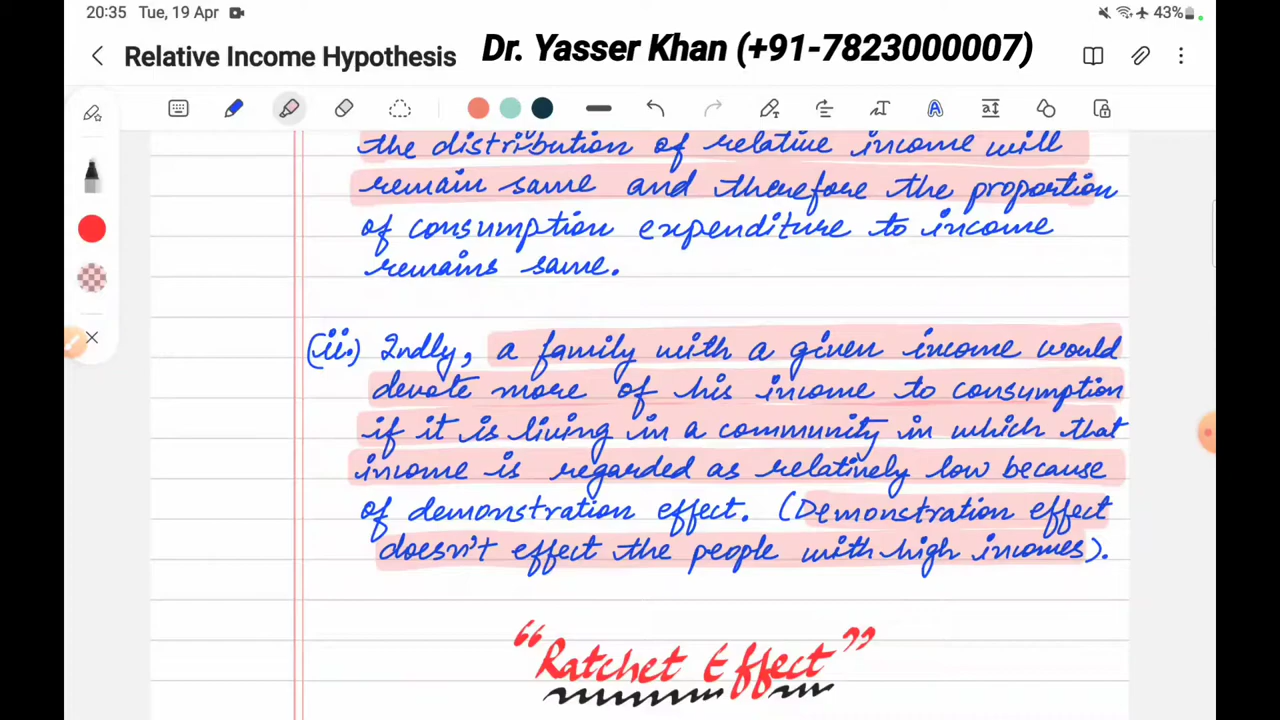 20:35 Tue, 19 Apr 43%
Relative Income Hypothesis Dr. Yasser Khan (+91-7823000007)
the distribution of relative income will
remain same and therefore the proportion
of consumption expenditure to income
remains same.
(ii.) 2ndly, a family with a given income would
devote more of his income to consumption
if it is living in a community in which that
income is regarded as relatively low because
of demonstration effect. (Demonstration effect
doesn't effect the people with high incomes).
"Ratchet Effect"